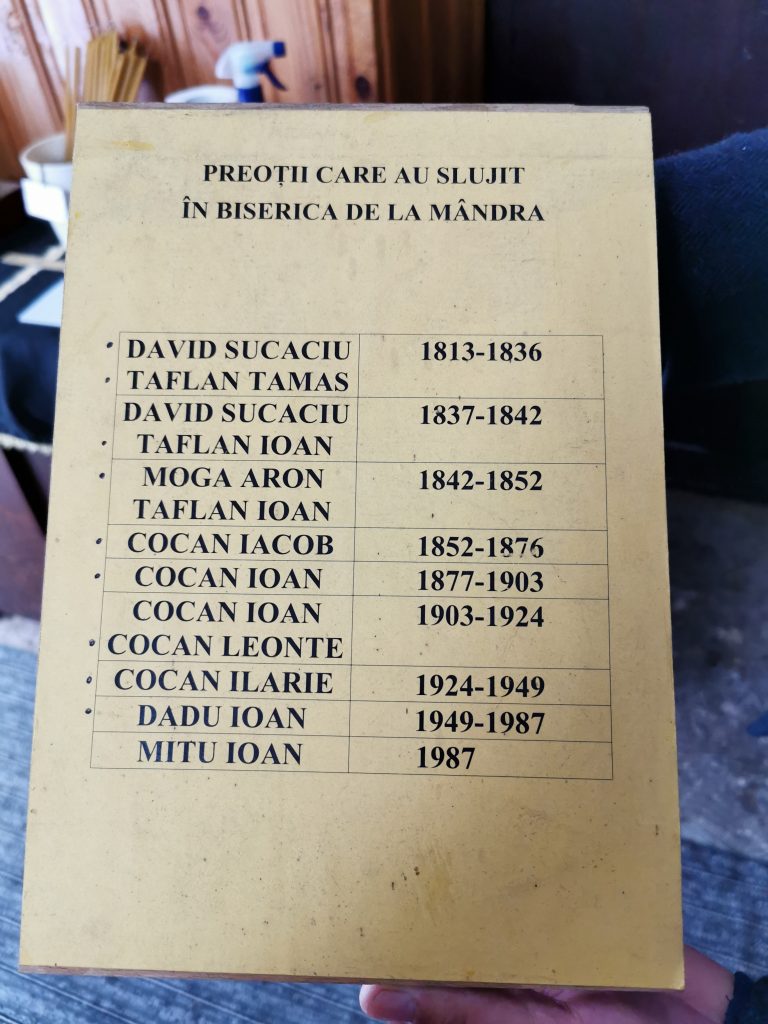 PREOȚII CARE AU SLUJIT
ÎN BISERICA DE LA MÂNDRA
DAVID SUCACIU 1813-1836
TAFLAN TAMAS
DAVID SUCACIU 1837-1842
TAFLAN IOAN
MOGA ARON 1842-1852
TAFLAN IOAN
COCAN IACOB 1852-1876
COCAN IOAN 1877-1903
COCAN IOAN 1903-1924
COCAN LEONTE
COCAN ILARIE 1924-1949
DADU IOAN 1949-1987
MITU IOAN 1987